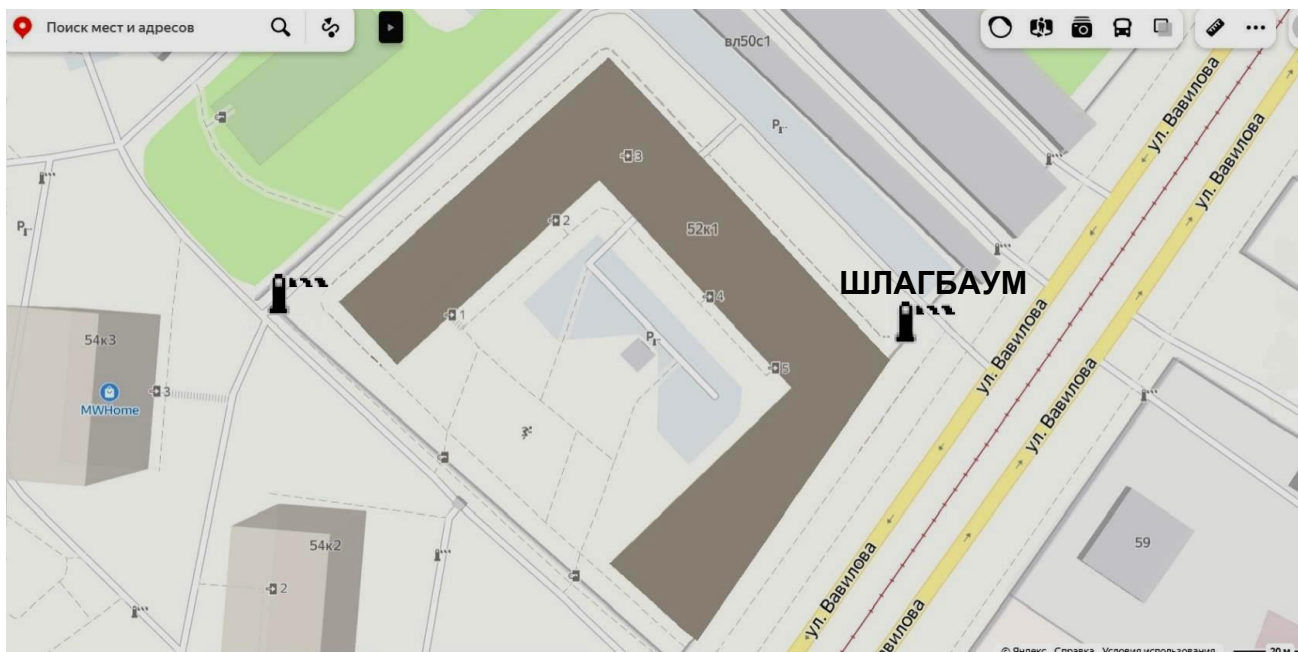 Поиск мест и адресов
вл50с1
ул. Вавилова
ул. Вавилова
P
3
2
52к1
ШЛАГБАУМ
P
4
1
54к3
P
5
ул. Вавилова
3
MWHome
ул. Вавилова
54к2
59
2
ул. Вавилова
© Яндекс Справка Условия использования 20 м